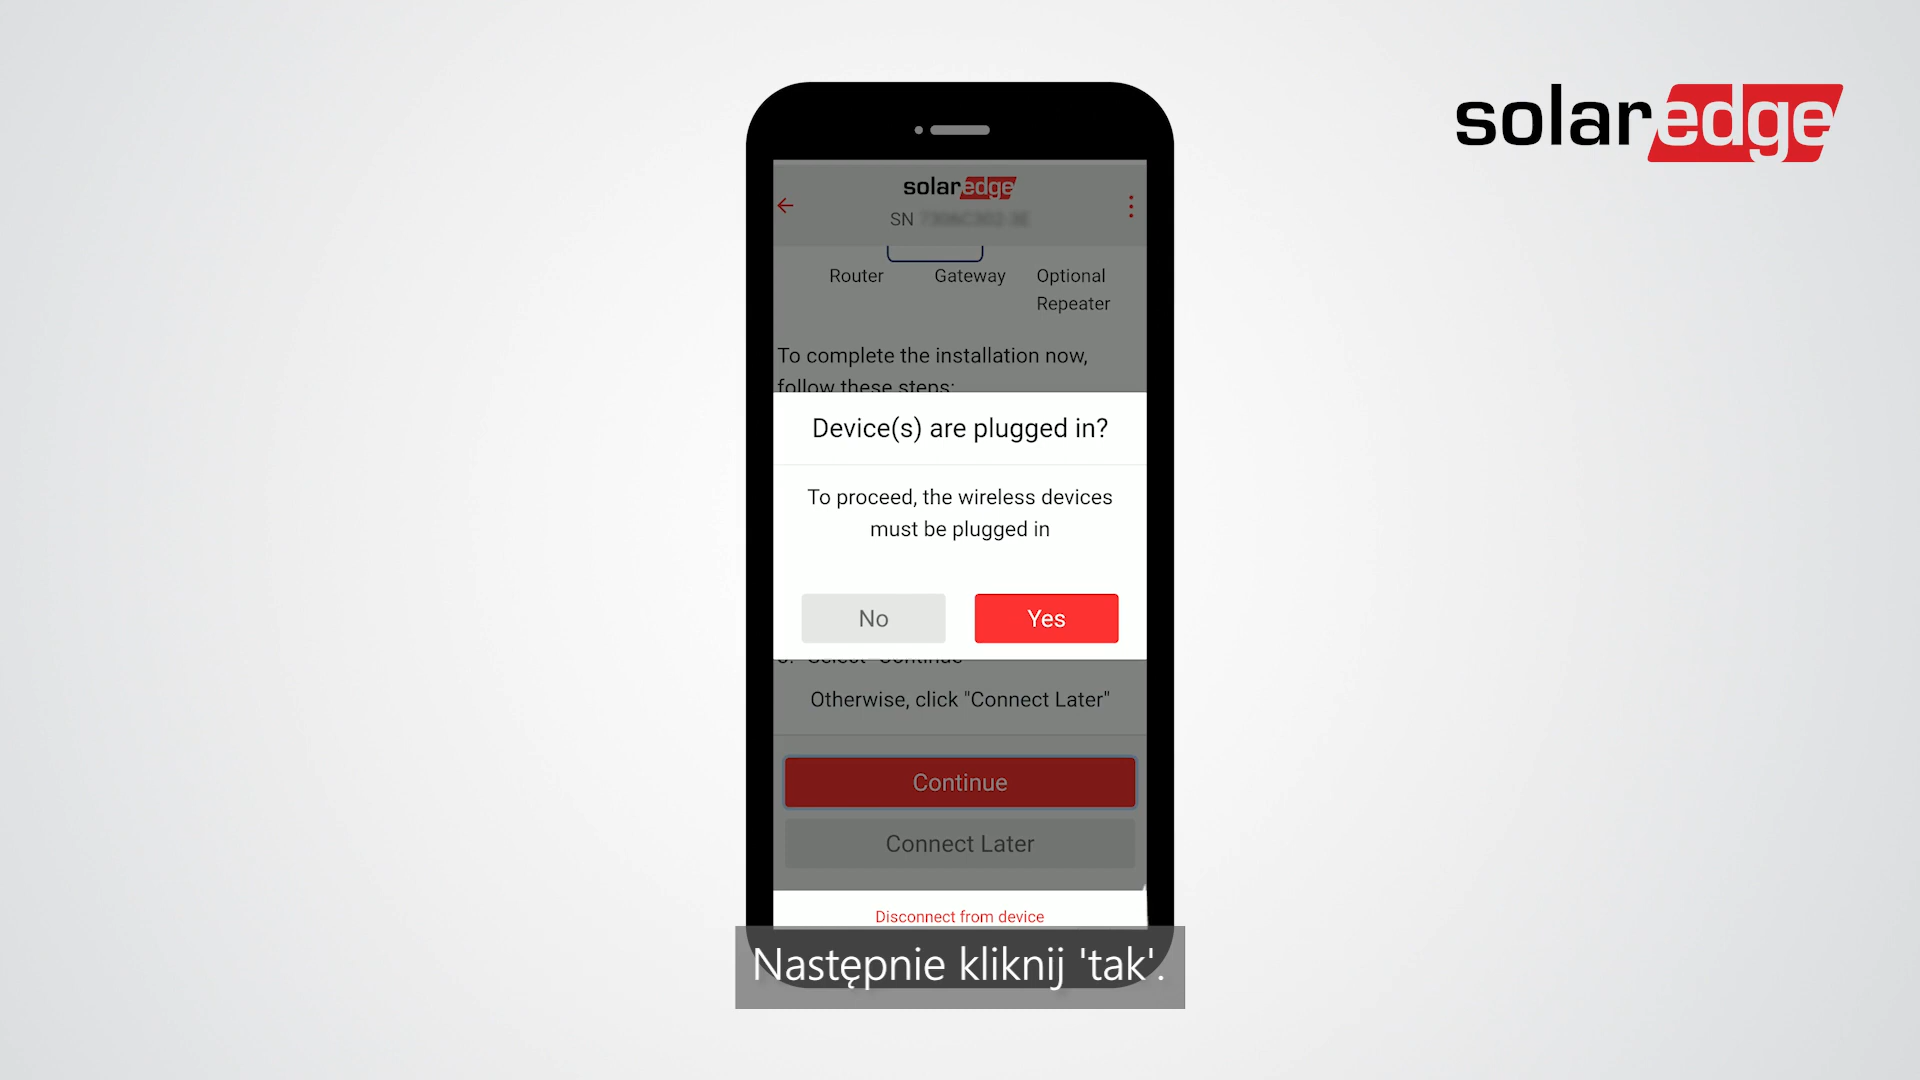 solaredge
solaredge
SN
Router Gateway Optional
Repeater
To complete the installation now,
follow these steps:
Device(s) are plugged in?
To proceed, the wireless devices
must be plugged in
No Yes
Select "Continue"
Otherwise, click "Connect Later"
Continue
Connect Later
Disconnect from device
Następnie kliknij 'tak'.